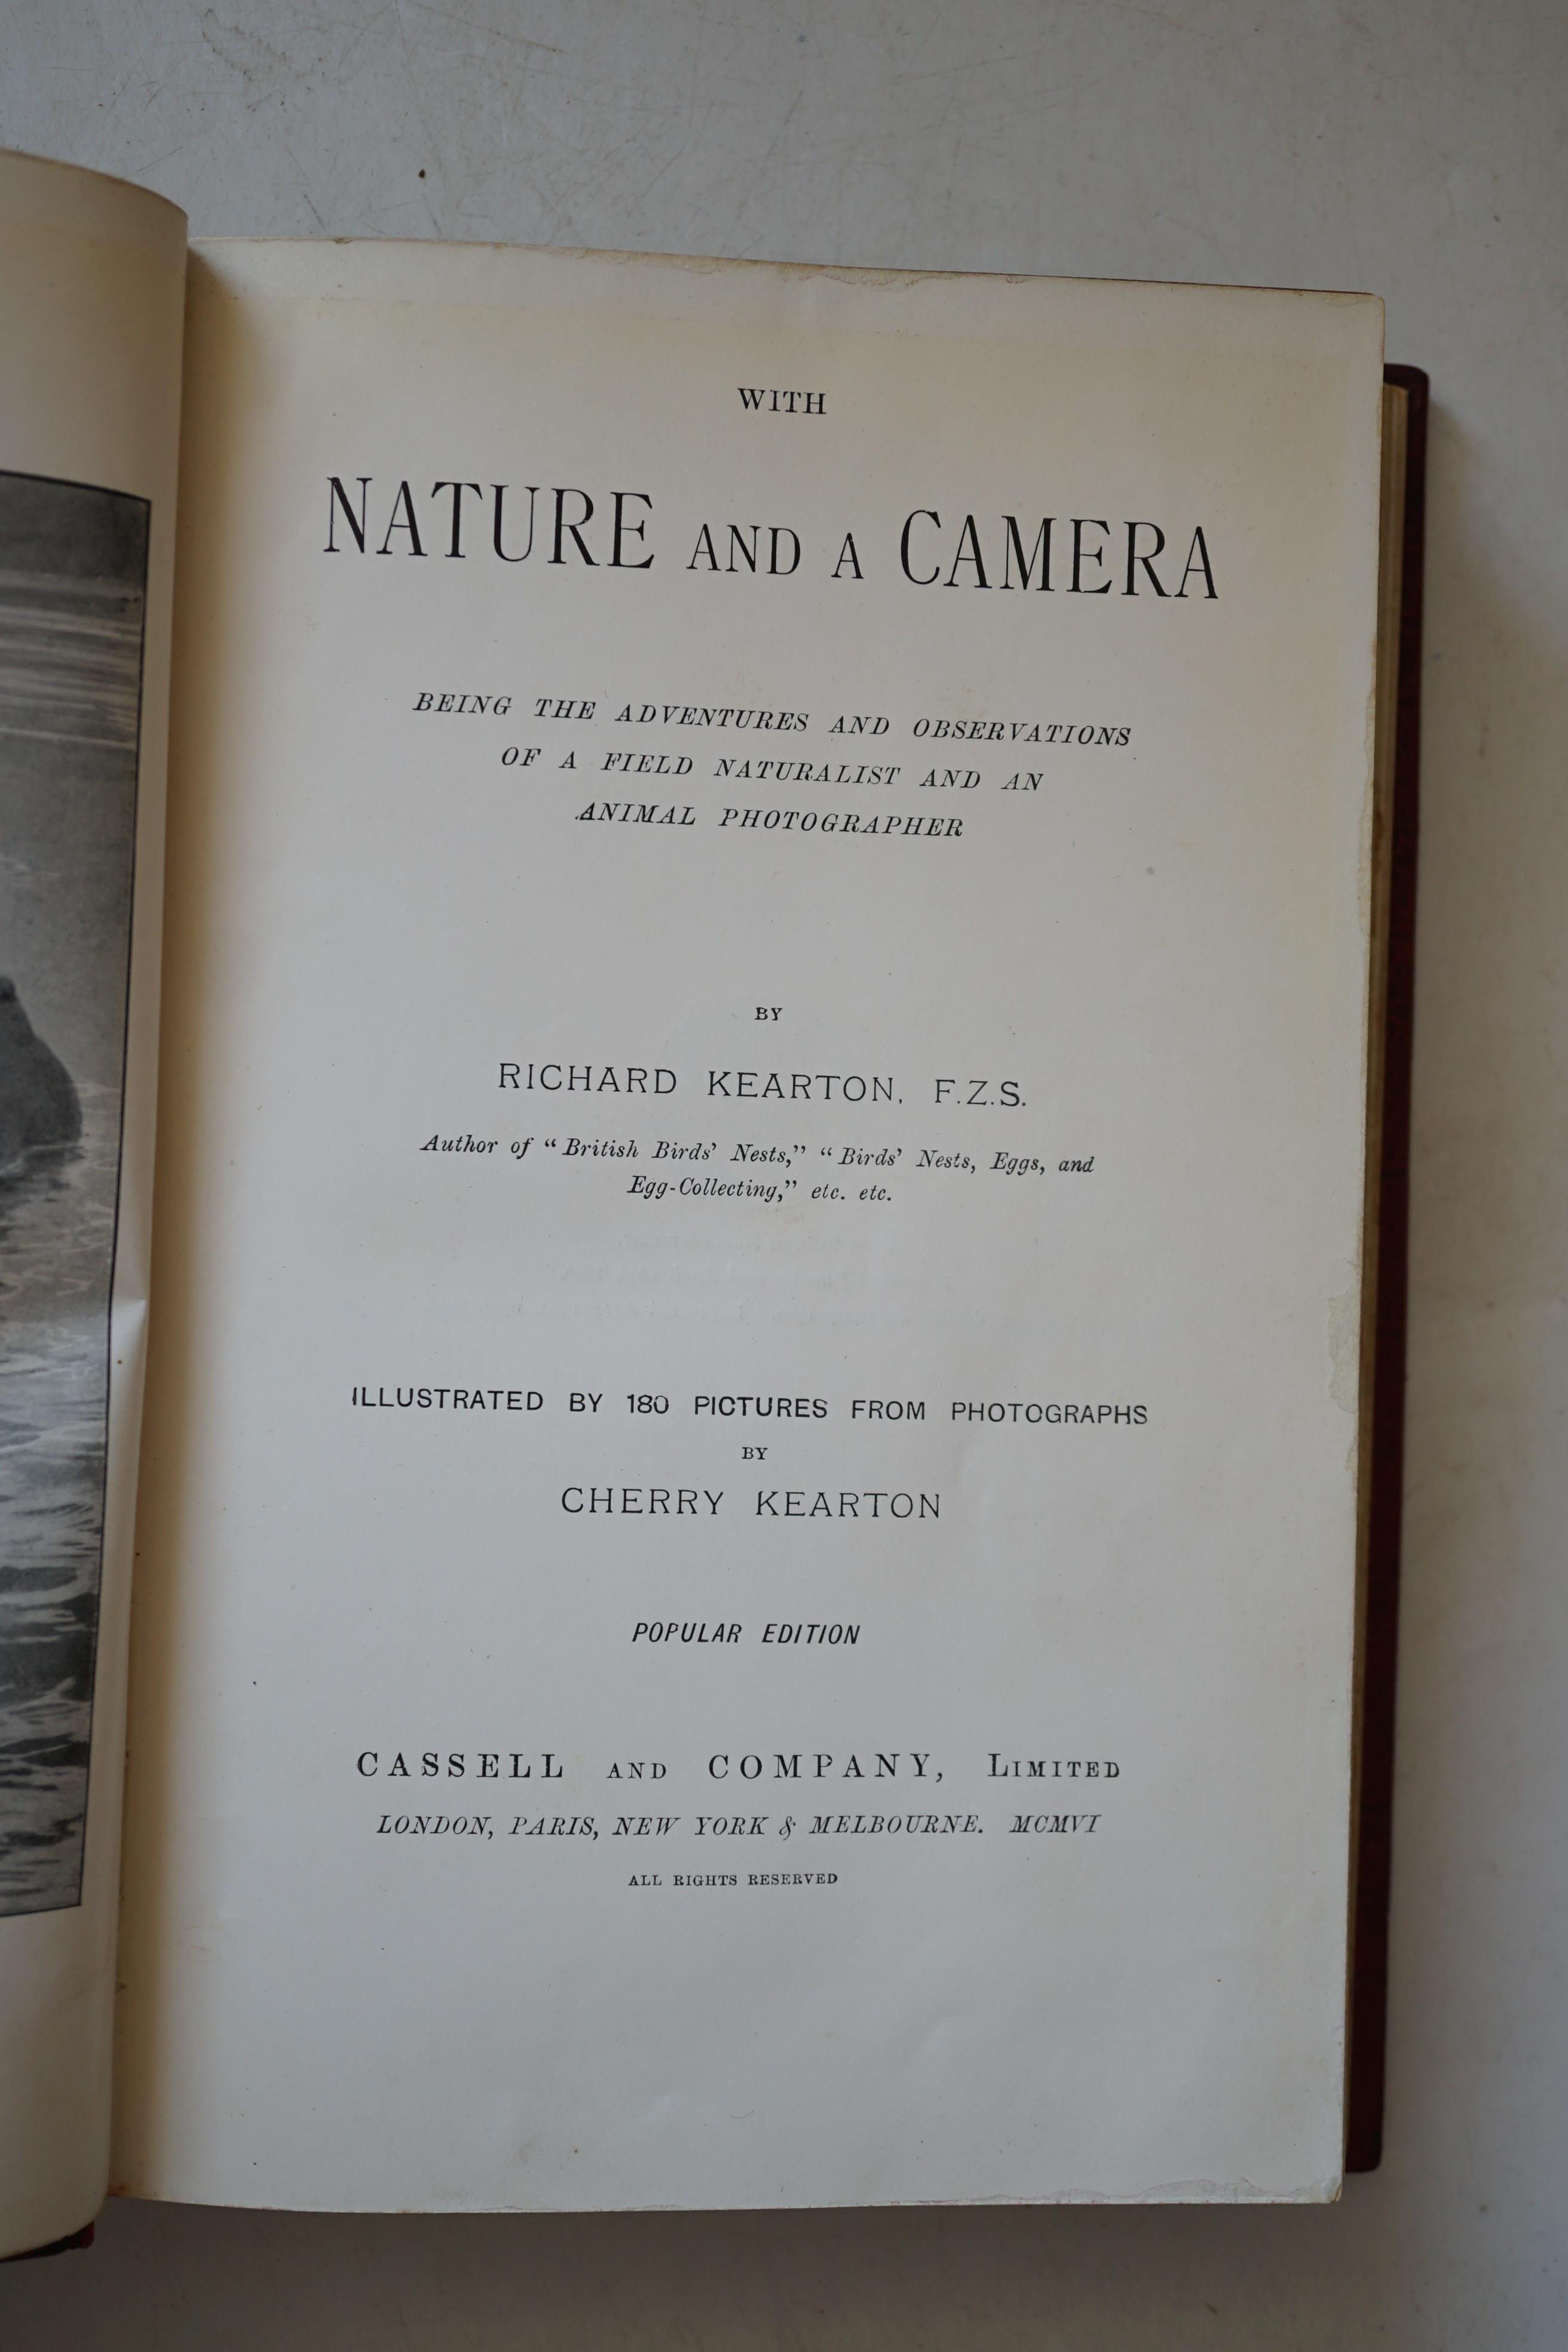 WITH
NATURE AND A CAMERA
BEING THE ADVENTURES AND OBSERVATIONS
OF A FIELD NATURALIST AND AN
ANIMAL PHOTOGRAPHER
BY
RICHARD KEARTON, F.Z.S.
Author of “British Birds’ Nests,” “Birds’ Nests, Eggs, and
Egg-Collecting,” etc. etc.
ILLUSTRATED BY 180 PICTURES FROM PHOTOGRAPHS
BY
CHERRY KEARTON
POPULAR EDITION
CASSELL AND COMPANY, LIMITED
LONDON, PARIS, NEW YORK & MELBOURNE. MCMVI
ALL RIGHTS RESERVED